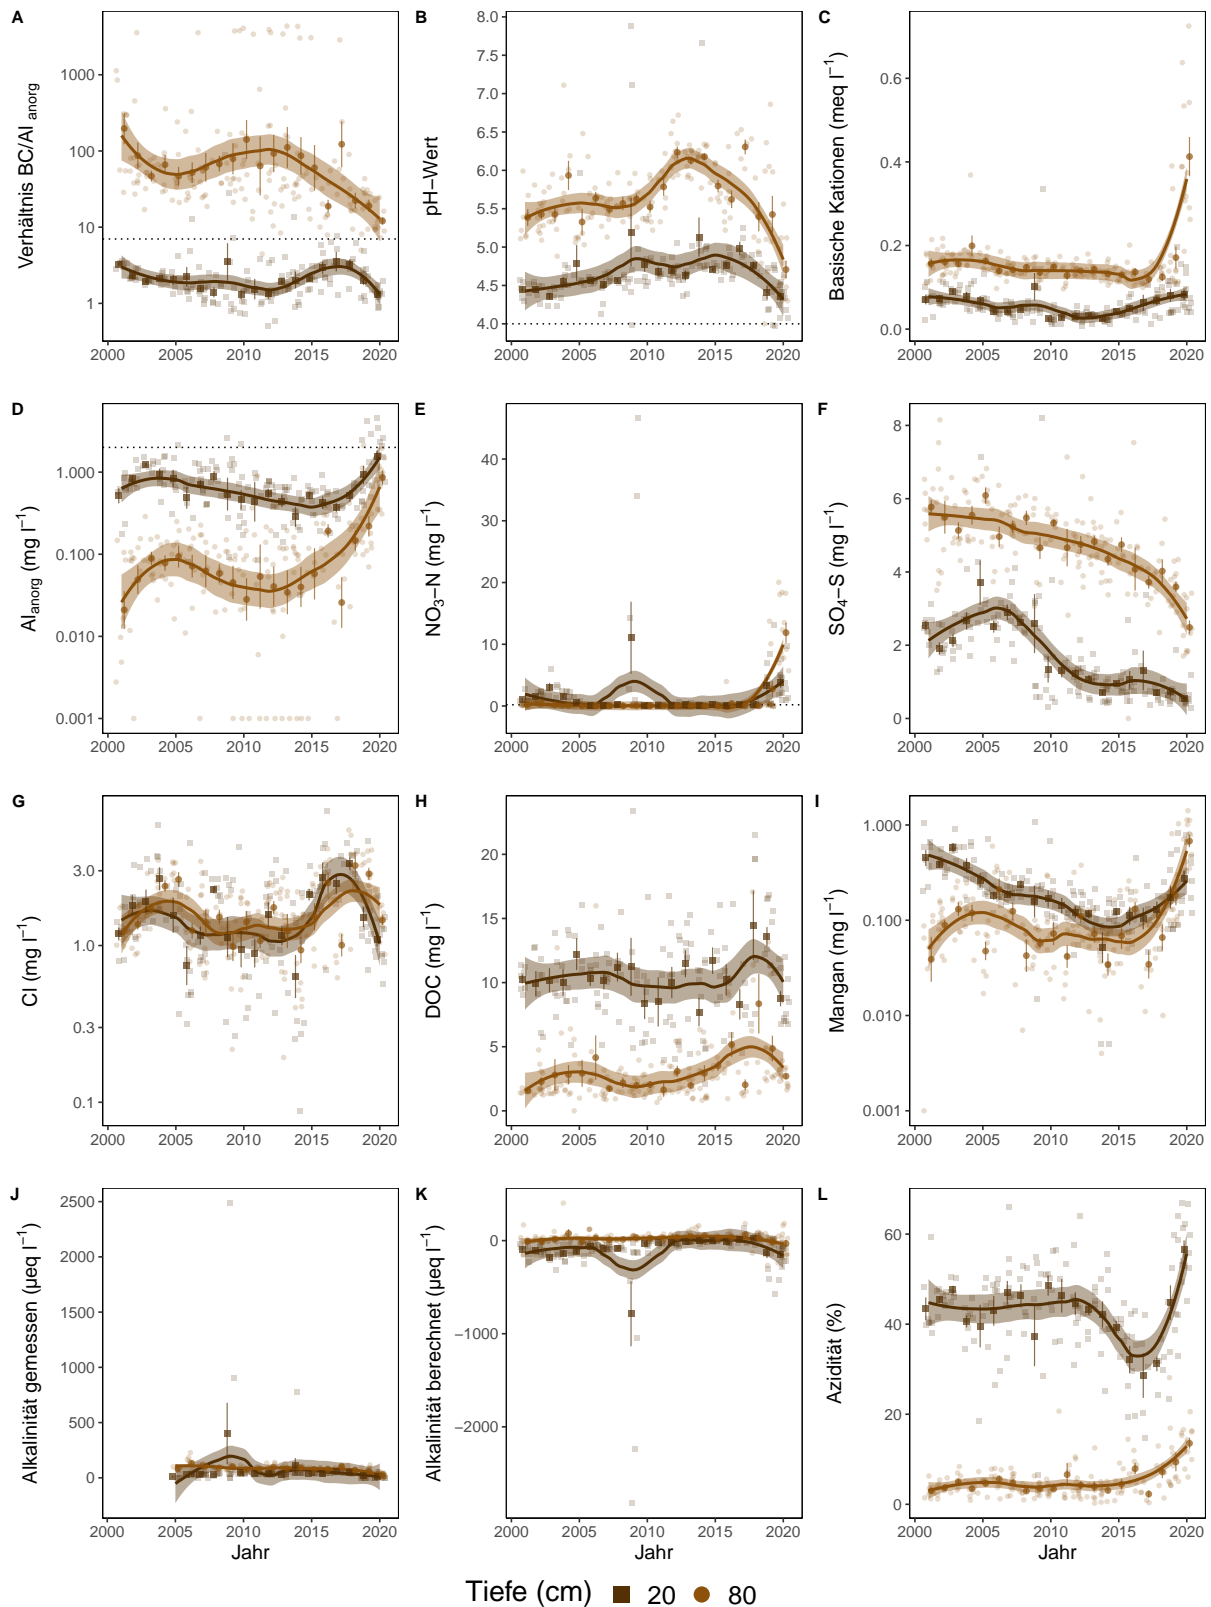 A
Verhältnis BC/Al anorg
1000
100
10
1
2000 2005 2010 2015 2020
B
pH−Wert
8.0
7.5
7.0
6.5
6.0
5.5
5.0
4.5
4.0
2000 2005 2010 2015 2020
C
Basische Kationen (meq l−1)
0.6
0.4
0.2
0.0
2000 2005 2010 2015 2020
D
Alanorg (mg l−1)
1.000
0.100
0.010
0.001
2000 2005 2010 2015 2020
E
NO3−N (mg l−1)
40
30
20
10
0
2000 2005 2010 2015 2020
F
SO4−S (mg l−1)
8
6
4
2
0
2000 2005 2010 2015 2020
G
Cl (mg l−1)
3.0
1.0
0.3
0.1
2000 2005 2010 2015 2020
H
DOC (mg l−1)
20
15
10
5
0
2000 2005 2010 2015 2020
I
Mangan (mg l−1)
1.000
0.100
0.010
0.001
2000 2005 2010 2015 2020
J
Alkalinität gemessen (µeq l−1)
2500
2000
1500
1000
500
0
2000 2005 2010 2015 2020
Jahr
K
Alkalinität berechnet (µeq l−1)
0
−1000
−2000
2000 2005 2010 2015 2020
Jahr
L
Azidität (%)
60
40
20
0
2000 2005 2010 2015 2020
Jahr
Tiefe (cm) 20 80